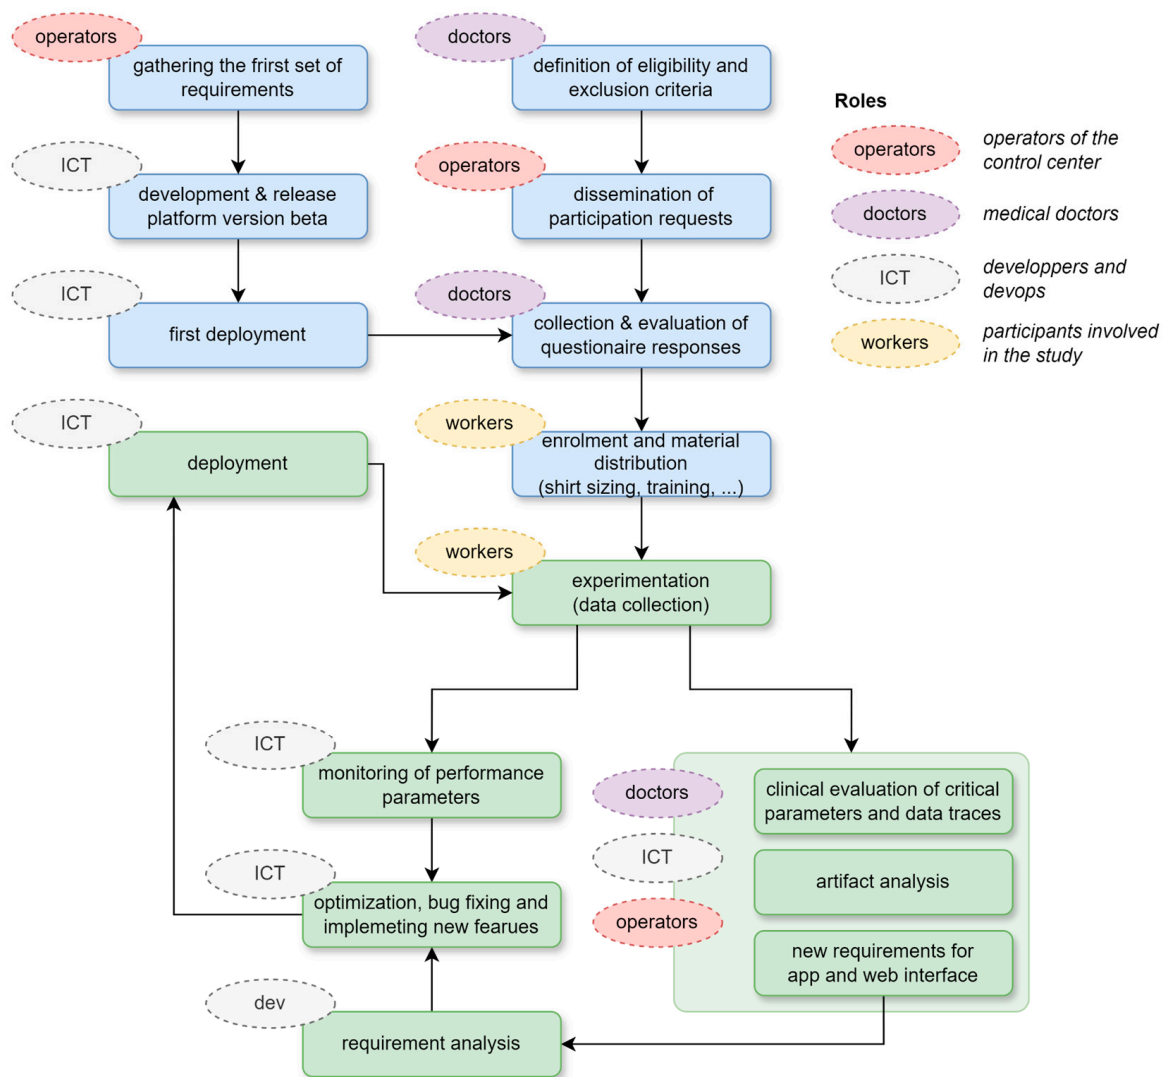 operators
gathering the frirst set of
requirements
ICT
development & release
platform version beta
ICT
first deployment
doctors
definition of eligibility and
exclusion criteria
operators
dissemination of
participation requests
doctors
collection & evaluation of
questionaire responses
Roles
operators
operators of the
control center
doctors
medical doctors
ICT
developpers and
devops
workers
participants involved
in the study
ICT
deployment
workers
enrolment and material
distribution
(shirt sizing, training, ...)
workers
experimentation
(data collection)
ICT
monitoring of performance
parameters
ICT
optimization, bug fixing and
implemeting new fearues
dev
requirement analysis
doctors
ICT
operators
clinical evaluation of critical
parameters and data traces
artifact analysis
new requirements for
app and web interface